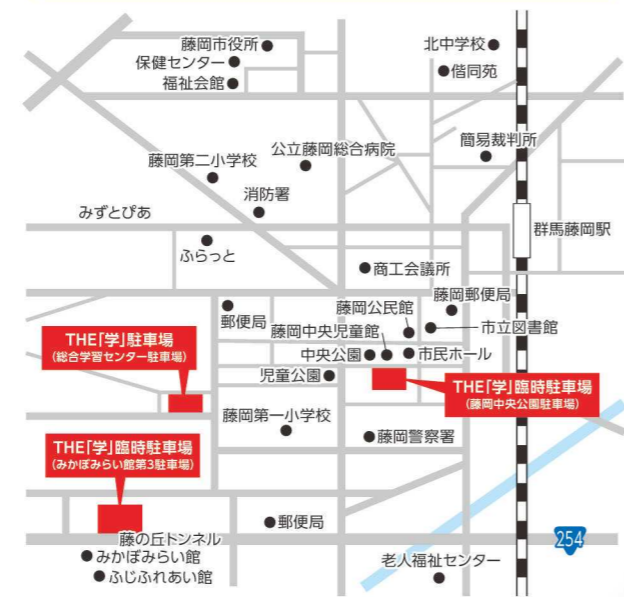 藤岡市役所
北中学校
保健センター
偕同苑
福祉会館
簡易裁判所
公立藤岡総合病院
藤岡第二小学校
消防署
みずとぴあ
群馬藤岡駅
ふらっと
商工会議所
藤岡郵便局
郵便局
藤岡公民館
市立図書館
藤岡中央児童館
THE「学」駐車場
(総合学習センター駐車場)
中央公園
市民ホール
児童公園
THE「学」臨時駐車場
(藤岡中央公園駐車場)
藤岡第一小学校
藤岡警察署
THE「学」臨時駐車場
(みかぼみらい館第3駐車場)
郵便局
藤の丘トンネル
254
みかぼみらい館
老人福祉センター
ふじふれあい館